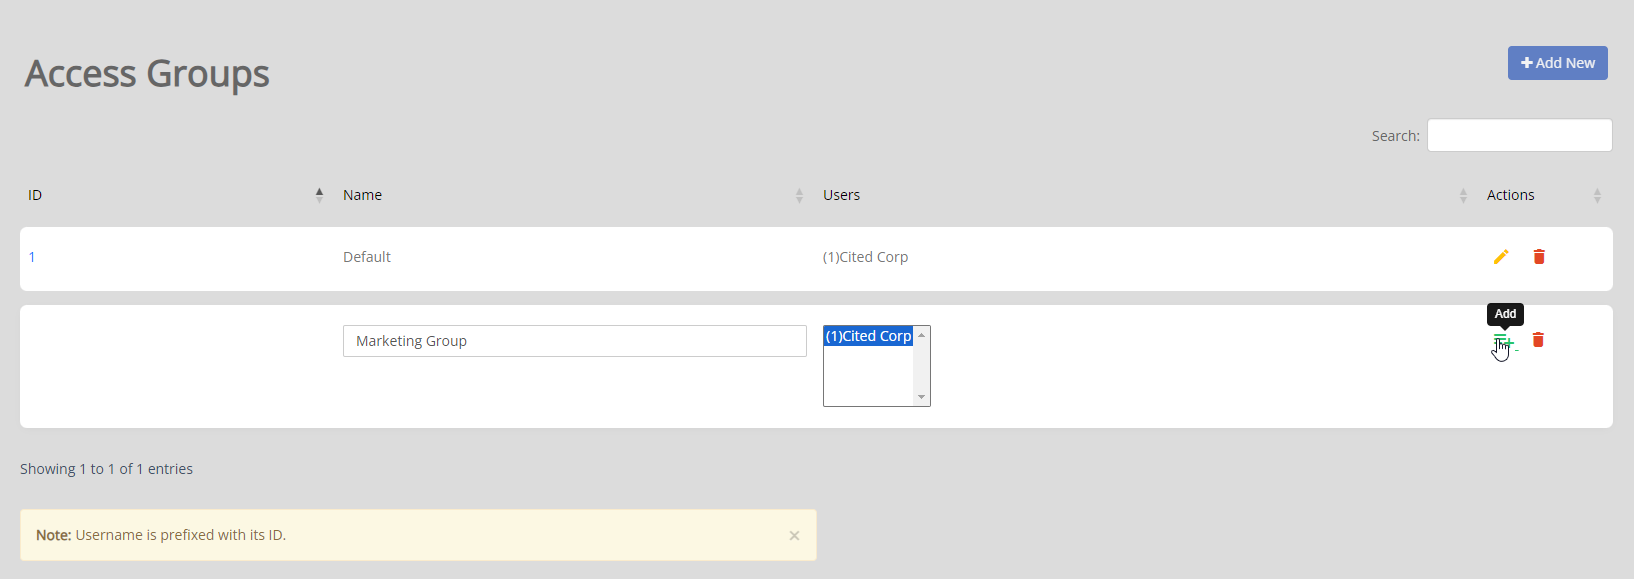 Access Groups
Add New
Search:
ID Name Users Actions
1 Default (1)Cited Corp
Add
Marketing Group (1)Cited Corp
Showing 1 to 1 of 1 entries
Note: Username is prefixed with its ID. ×